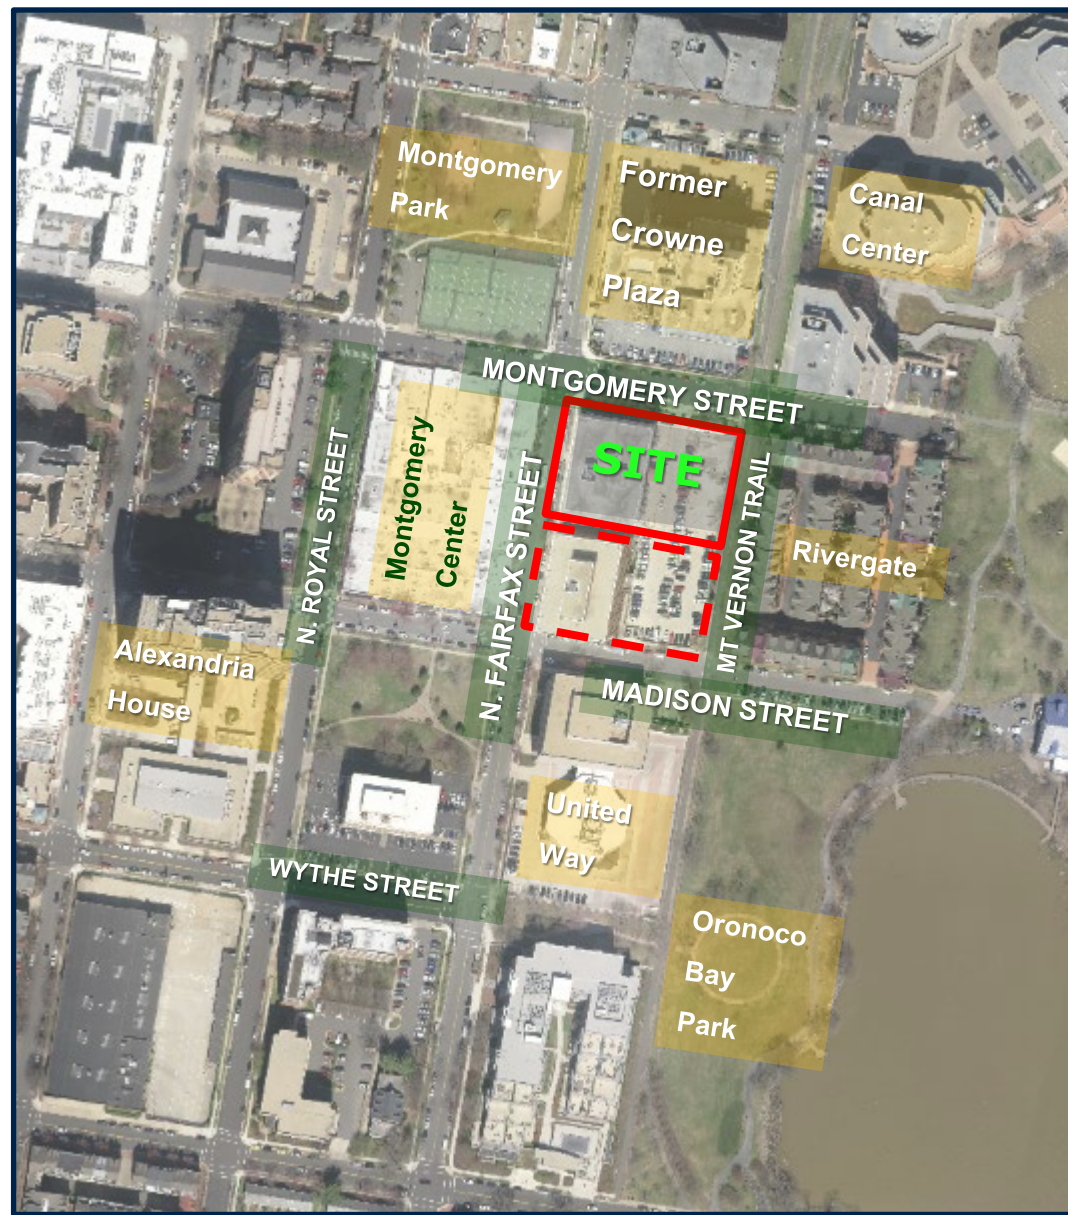 Montgomery
Park
Former
Crowne
Plaza
Canal
Center
MONTGOMERY STREET
SITE
Montgomery
Center
N. ROYAL STREET
N. FAIRFAX STREET
MT VERNON TRAIL
Rivergate
Alexandria
House
MADISON STREET
United
Way
WYTHE STREET
Oronoco
Bay
Park